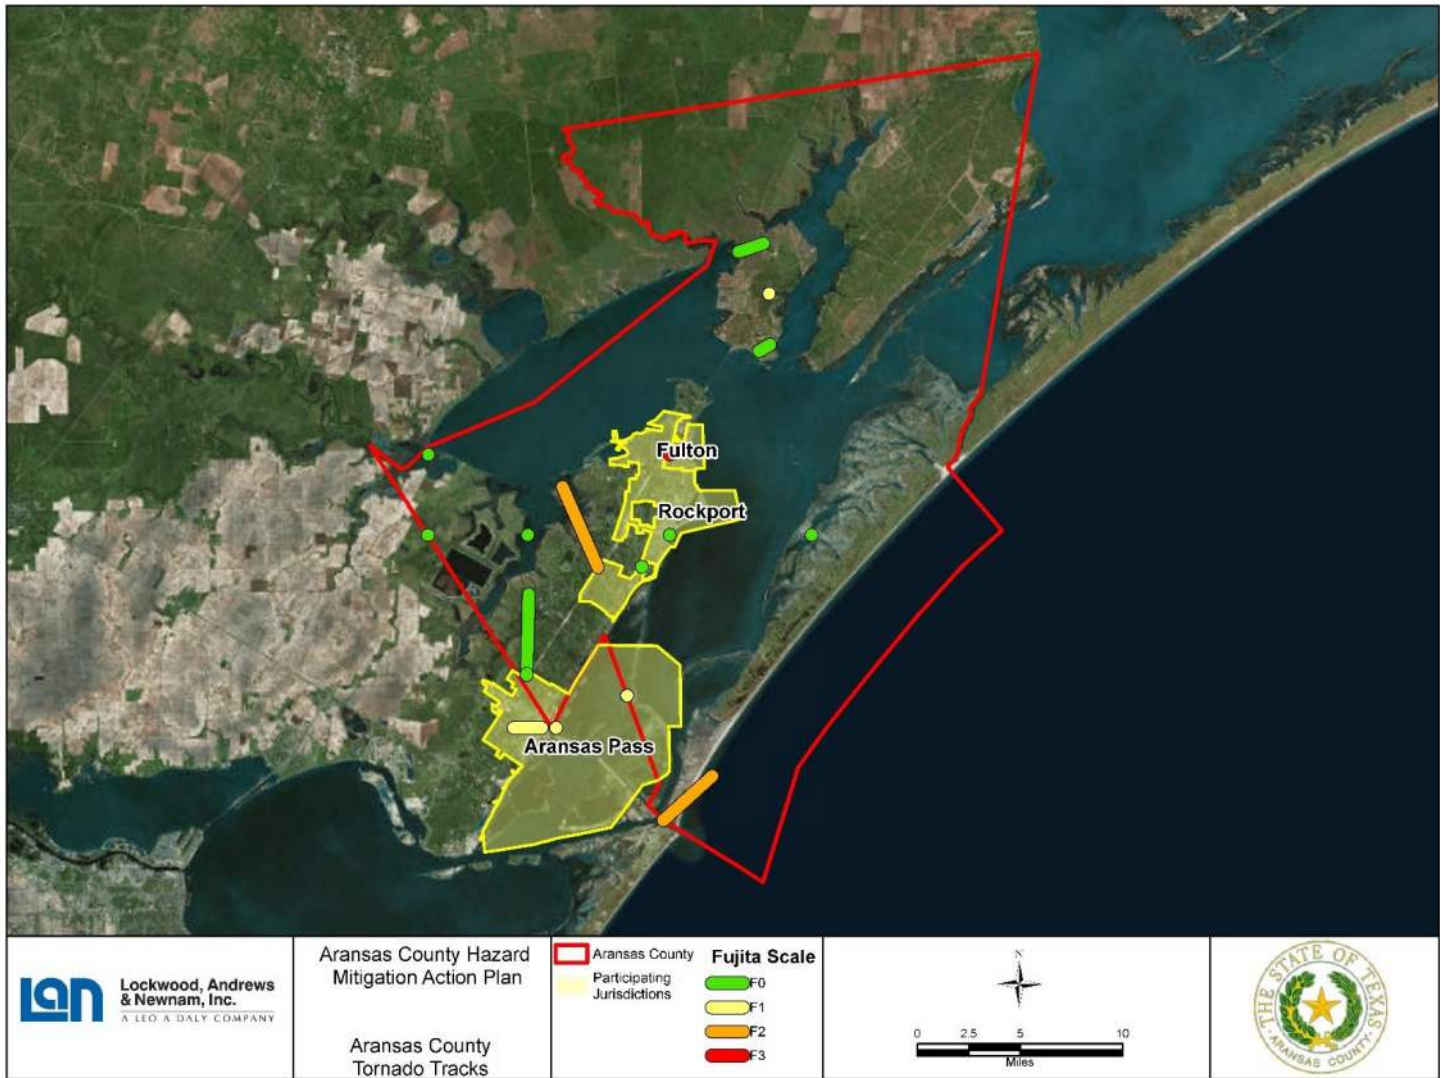 Fulton
Rockport
Aransas Pass
Lan
Lockwood, Andrews
& Newnam, Inc.
A LEO A DALY COMPANY
Aransas County Hazard
Mitigation Action Plan
Aransas County
Tornado Tracks
Aransas County
Participating
Jurisdictions
Fujita Scale
F0
F1
F2
F3
N
0 2.5 5 10
Miles
THE STATE OF TEXAS
ARANSAS COUNTY